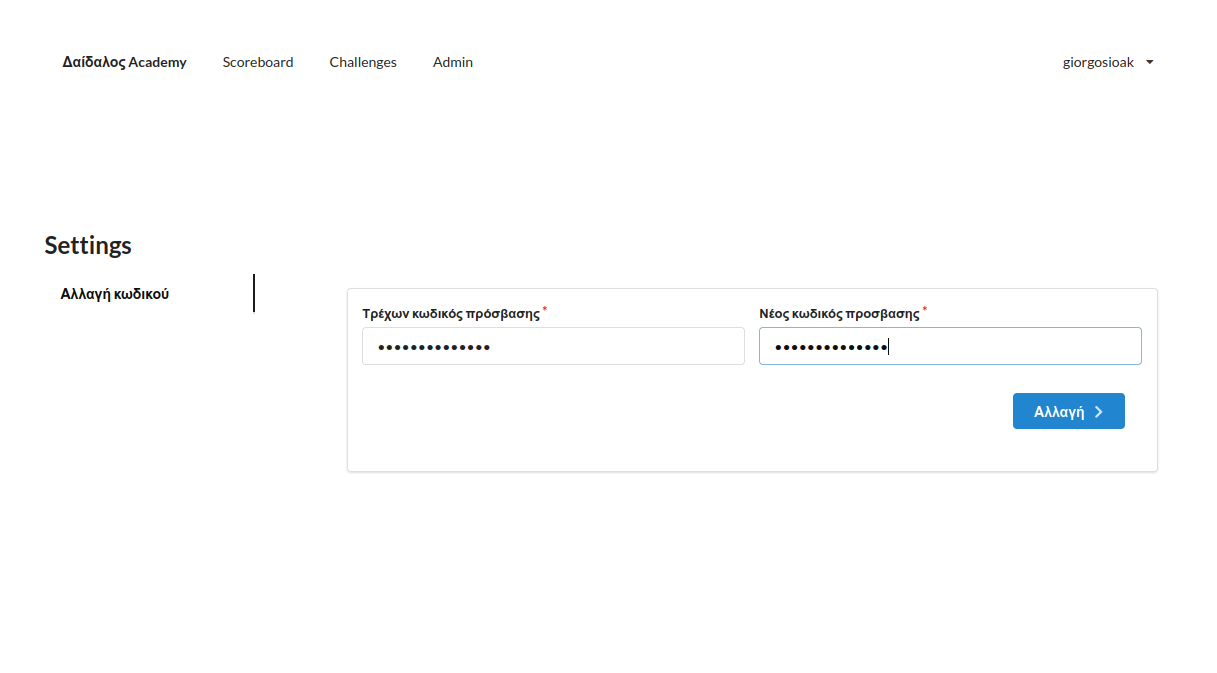 Δαίδαλος Academy Scoreboard Challenges Admin giorgosioak
Settings
Αλλαγή κωδικού
Τρέχων κωδικός πρόσβασης * Νέος κωδικός προσβασης *
•••••••••••••• ••••••••••••••
Αλλαγή